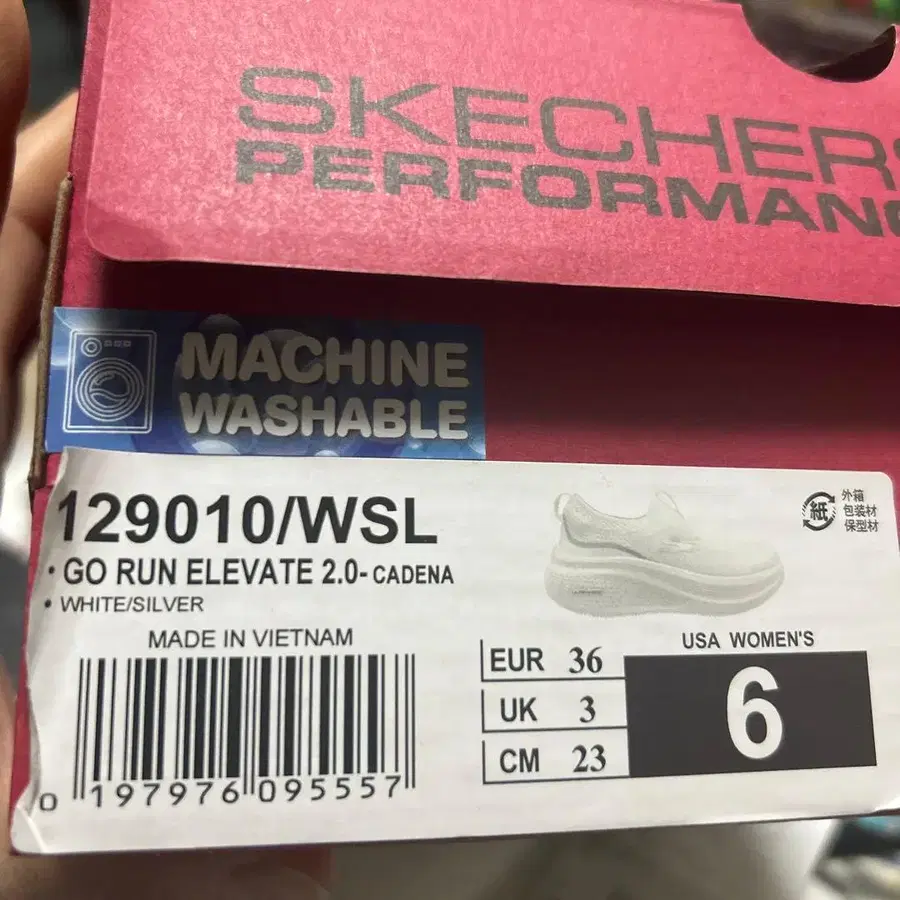 SKECHERS
PERFORMANC
MACHINE
WASHABLE
129010/WSL
• GO RUN ELEVATE 2.0- CADENA
• WHITE/SILVER
MADE IN VIETNAM
0 197976 095557
紙
外箱
包装材
保型材
EUR 36
UK 3
CM 23
USA WOMEN'S
6